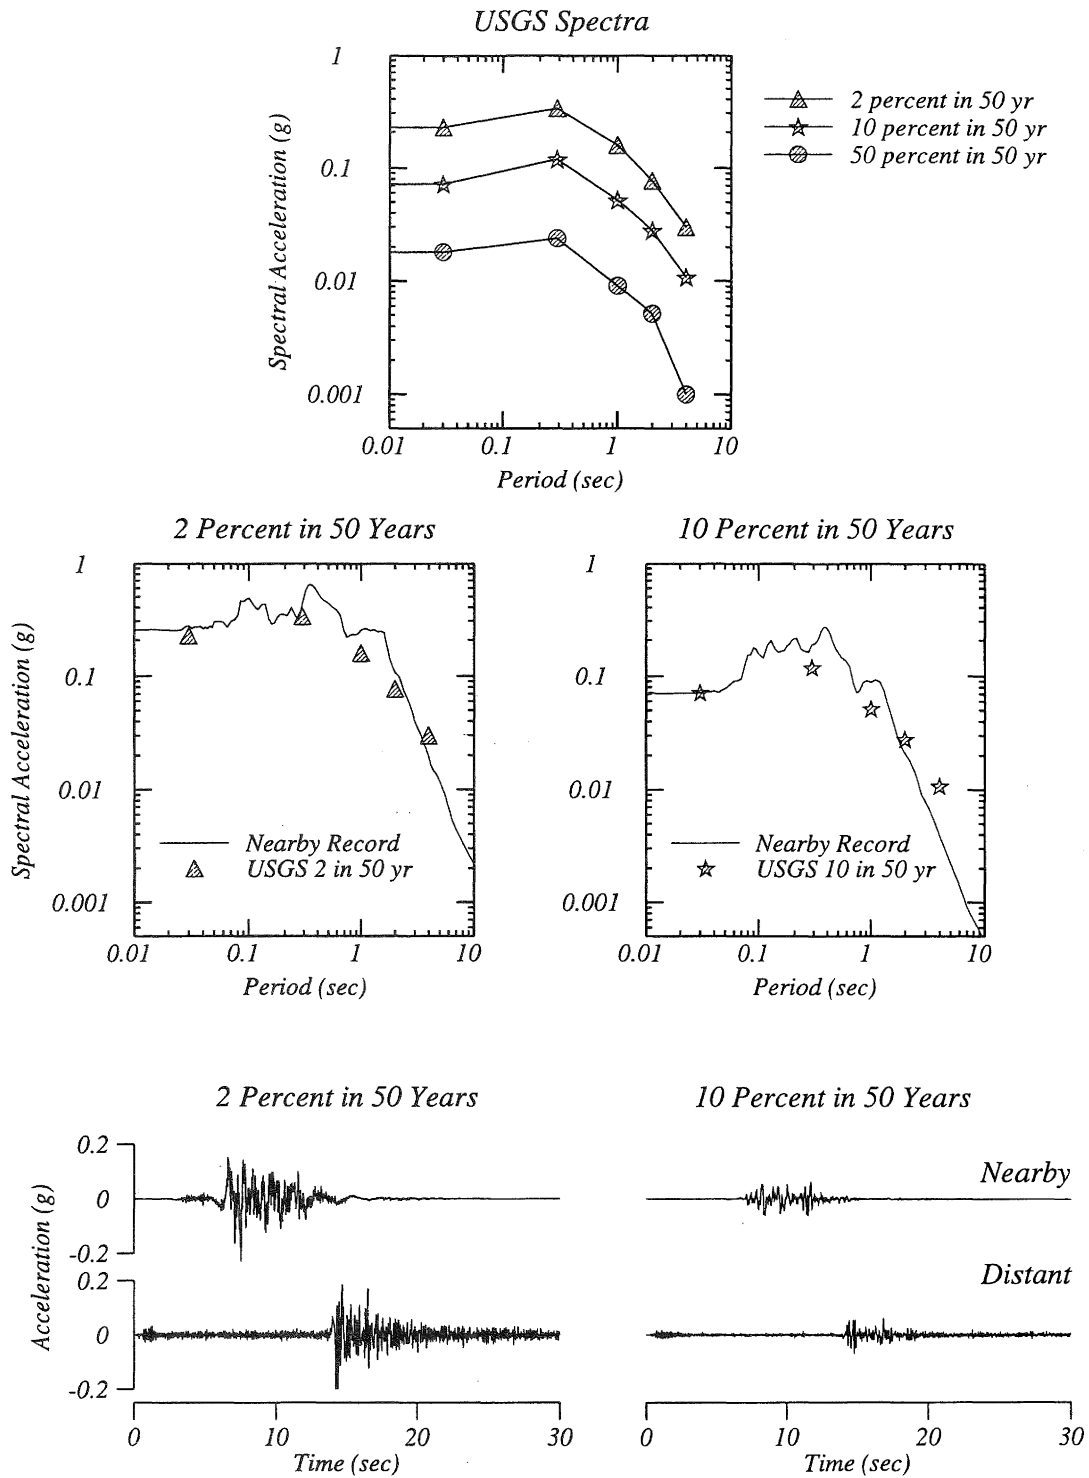 USGS Spectra
1
0.1
0.01
0.001
Spectral Acceleration (g)
0.01 0.1 1 10
Period (sec)
2 percent in 50 yr
10 percent in 50 yr
50 percent in 50 yr
2 Percent in 50 Years
1
0.1
0.01
0.001
Spectral Acceleration (g)
Nearby Record
USGS 2 in 50 yr
0.01 0.1 1 10
Period (sec)
10 Percent in 50 Years
1
0.1
0.01
0.001
Nearby Record
USGS 10 in 50 yr
0.01 0.1 1 10
Period (sec)
2 Percent in 50 Years
10 Percent in 50 Years
0.2
0
-0.2
Nearby
0.2
0
-0.2
Distant
Acceleration (g)
0 10 20 30
Time (sec)
0 10 20 30
Time (sec)